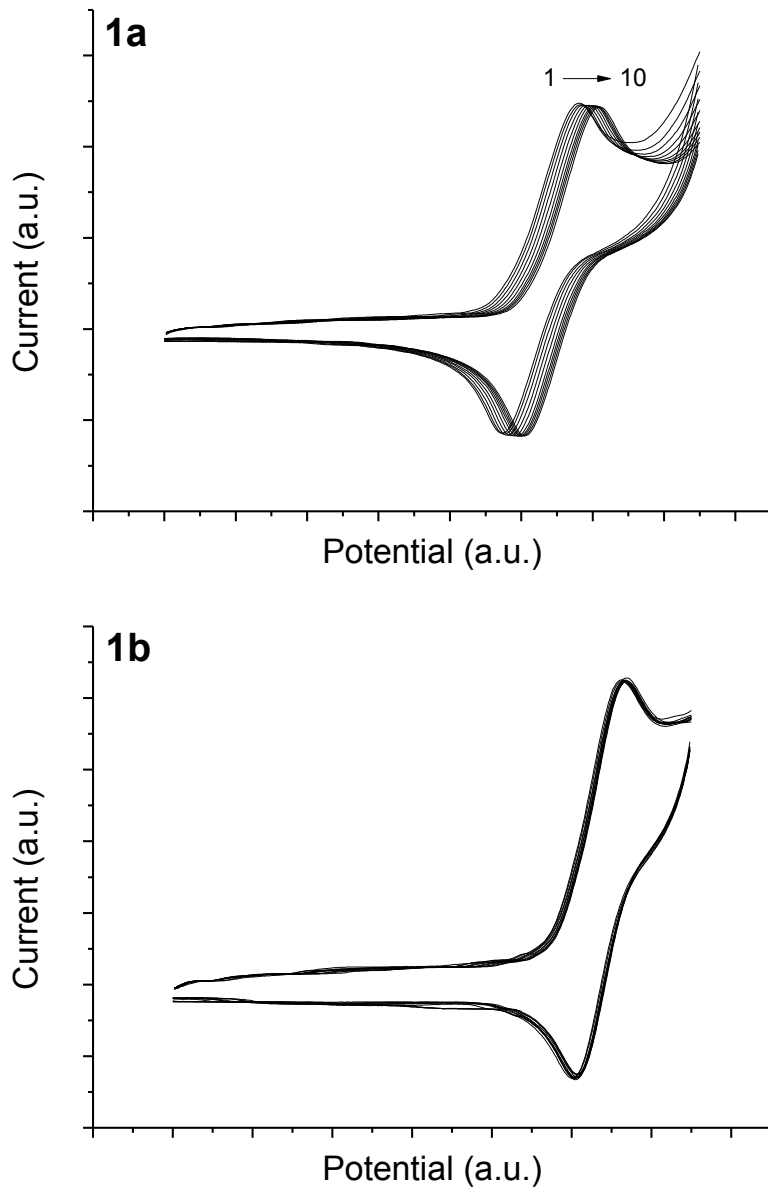 1a
1 → 10
Current (a.u.)
Potential (a.u.)
1b
Current (a.u.)
Potential (a.u.)